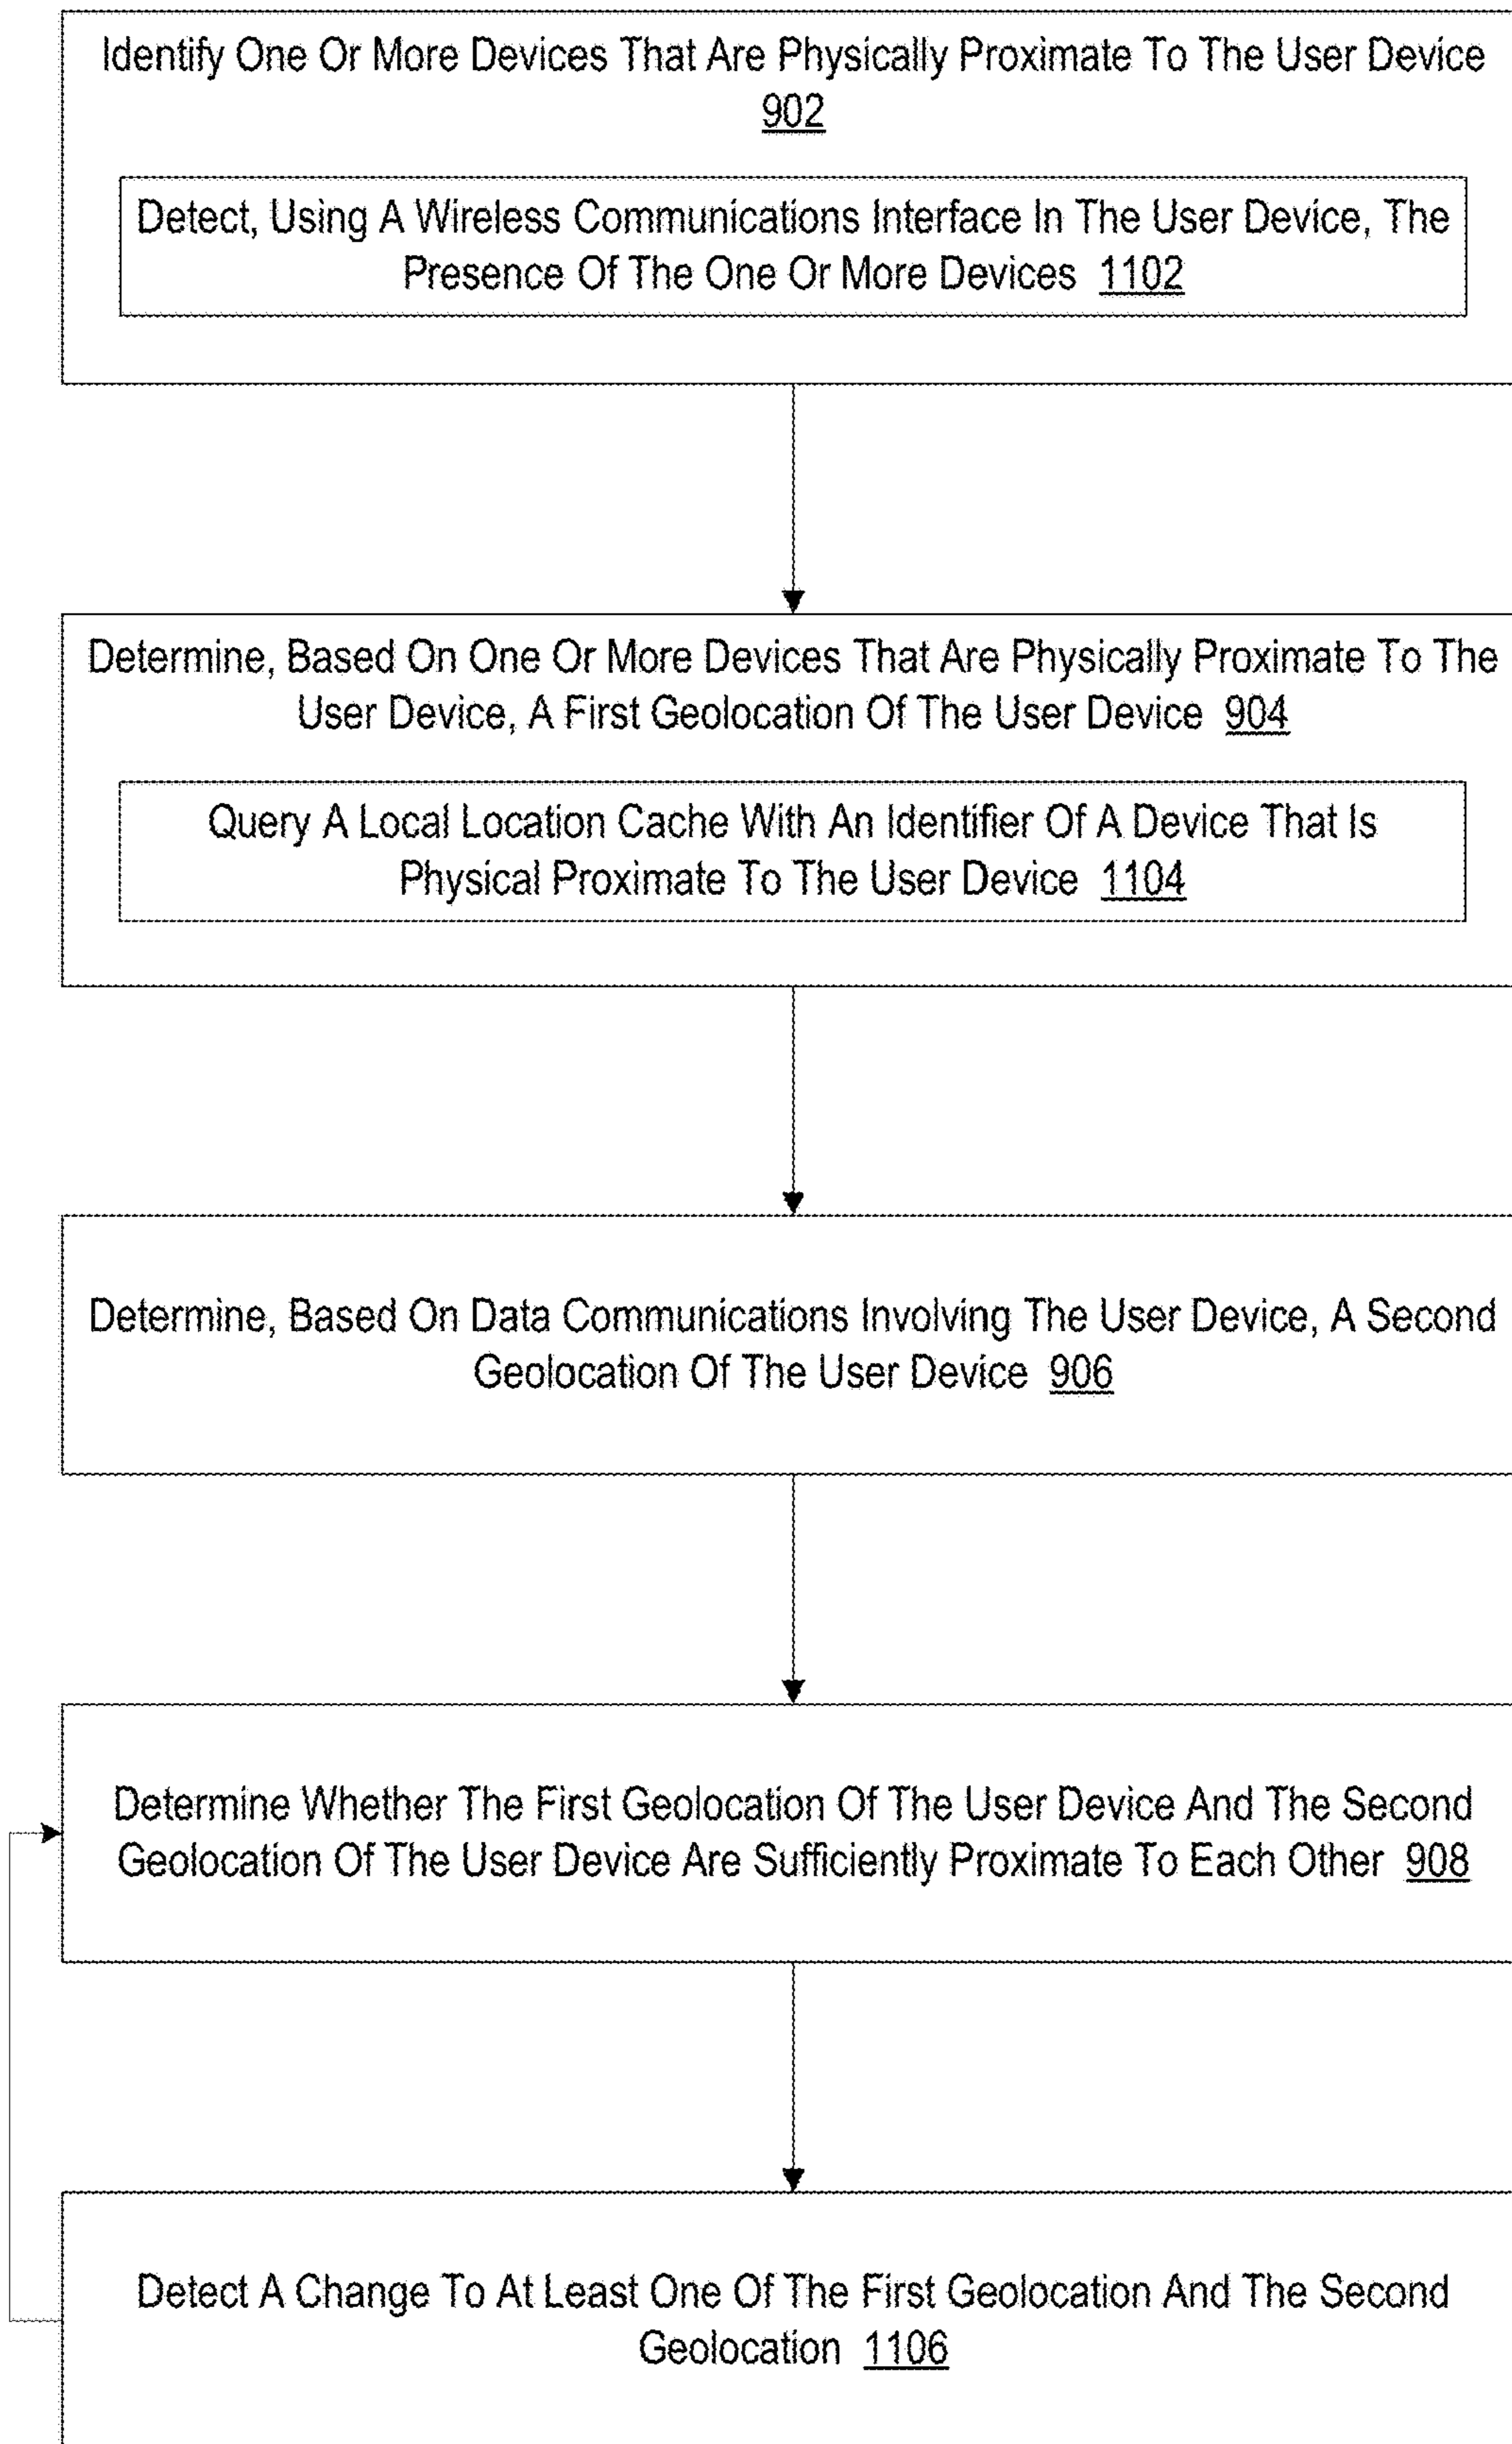 Identify One Or More Devices That Are Physically Proximate To The User Device
902
Detect, Using A Wireless Communications Interface In The User Device, The
Presence Of The One Or More Devices 1102
Determine, Based On One Or More Devices That Are Physically Proximate To The
User Device, A First Geolocation Of The User Device 904
Query A Local Location Cache With An Identifier Of A Device That Is
Physical Proximate To The User Device 1104
Determine, Based On Data Communications Involving The User Device, A Second
Geolocation Of The User Device 906
Determine Whether The First Geolocation Of The User Device And The Second
Geolocation Of The User Device Are Sufficiently Proximate To Each Other 908
Detect A Change To At Least One Of The First Geolocation And The Second
Geolocation 1106